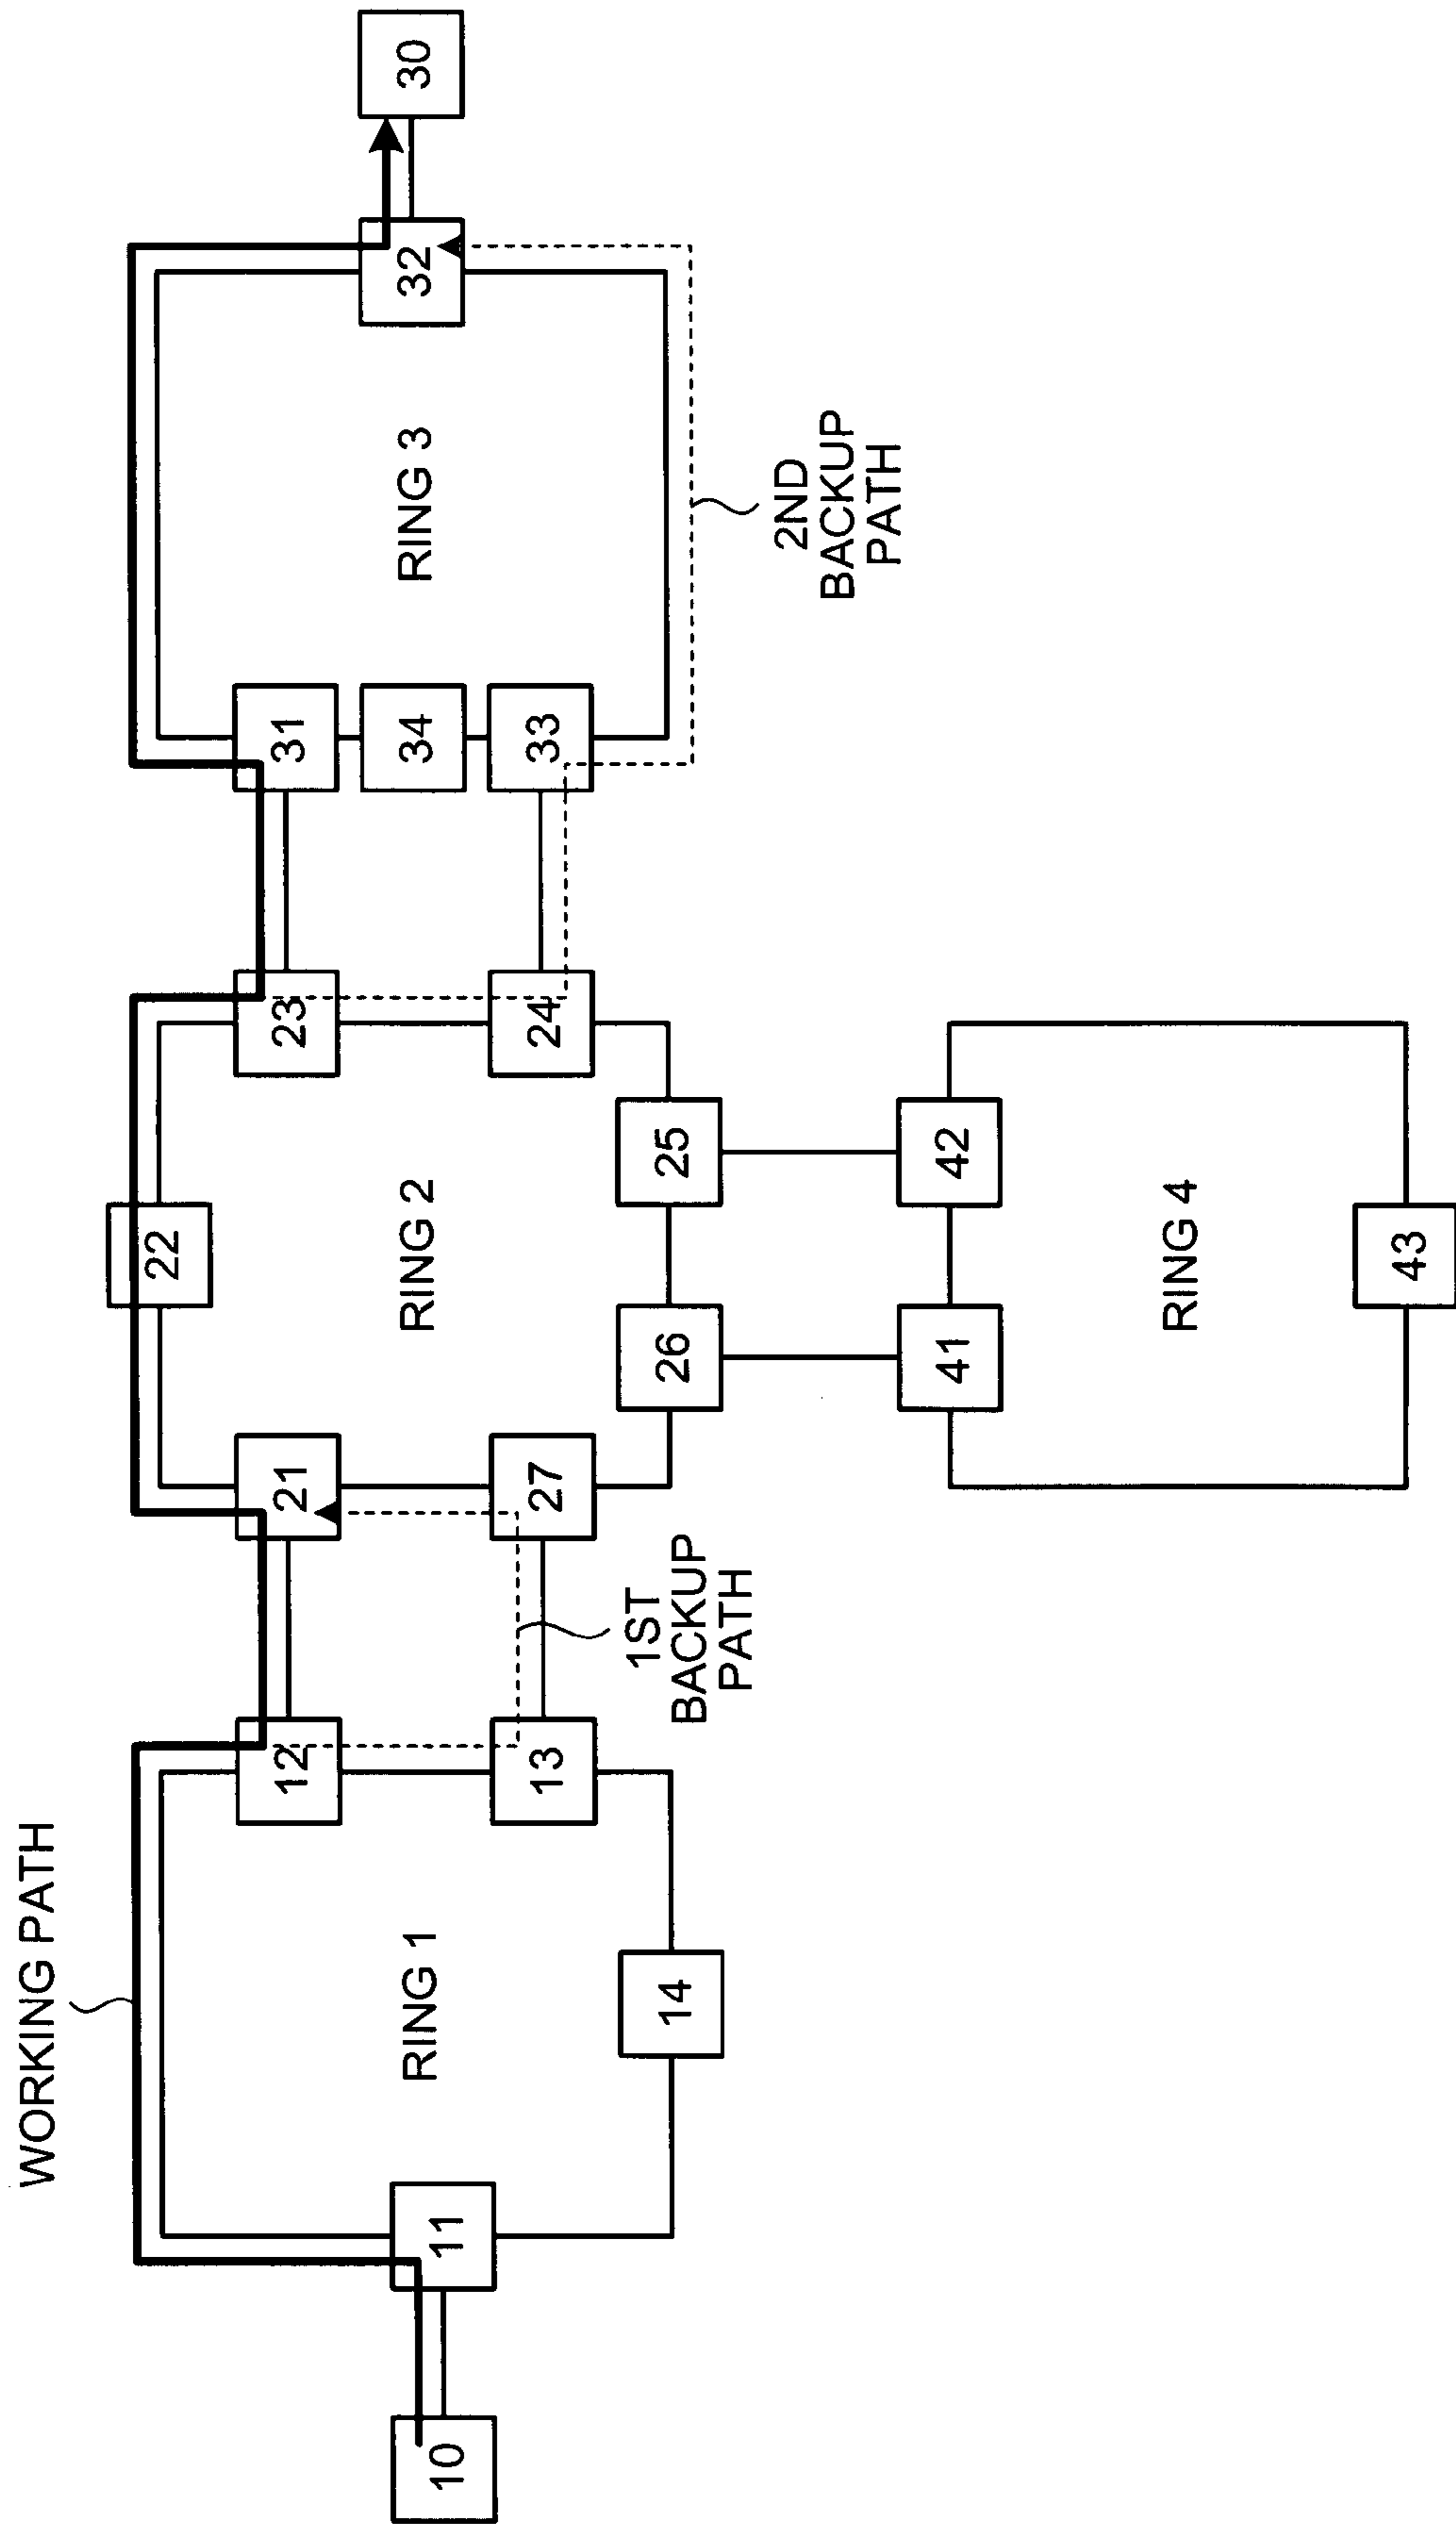 WORKING PATH
22
12
21
23
31
10
11
RING 1
RING 2
RING 3
34
32
30
13
27
24
33
1ST
BACKUP
PATH
14
26
25
2ND
BACKUP
PATH
41
42
RING 4
43